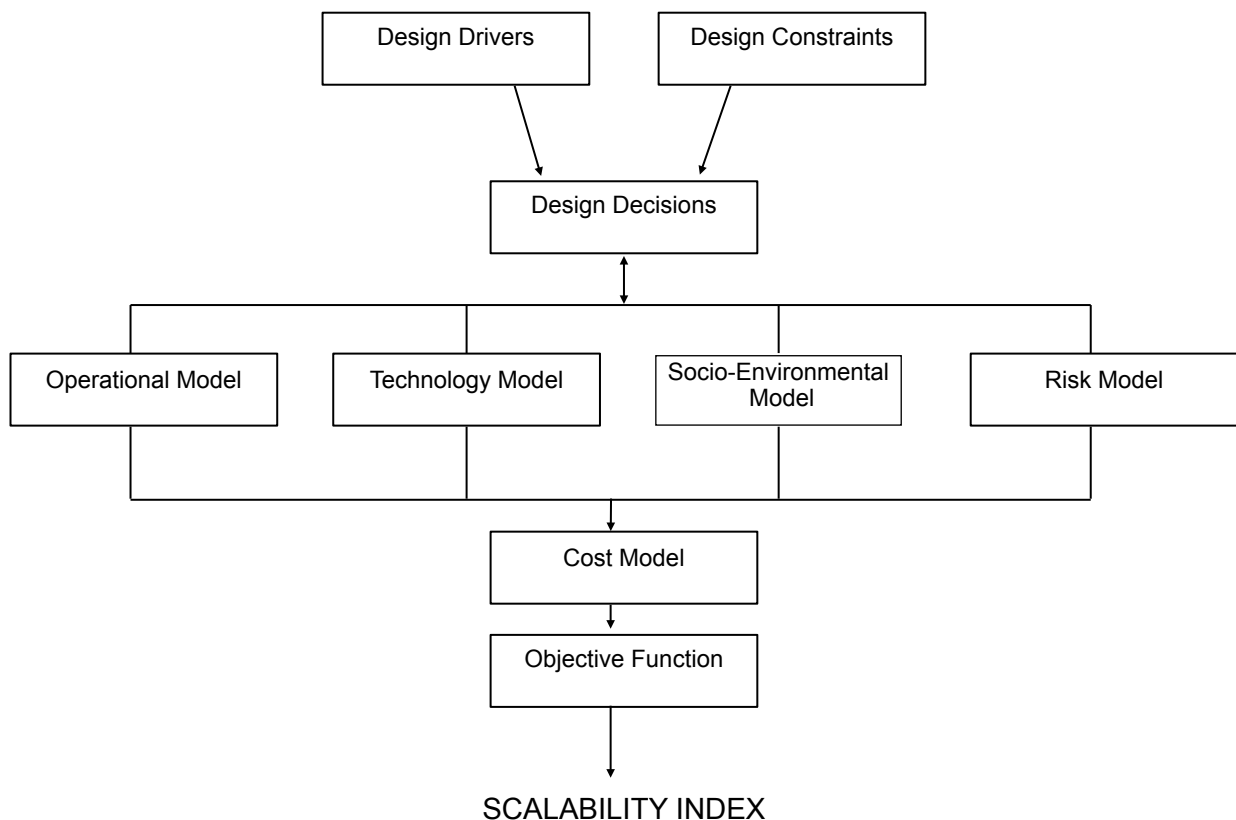 Design Drivers
Design Constraints
Design Decisions
Operational Model
Technology Model
Socio-Environmental
Model
Risk Model
Cost Model
Objective Function
SCALABILITY INDEX